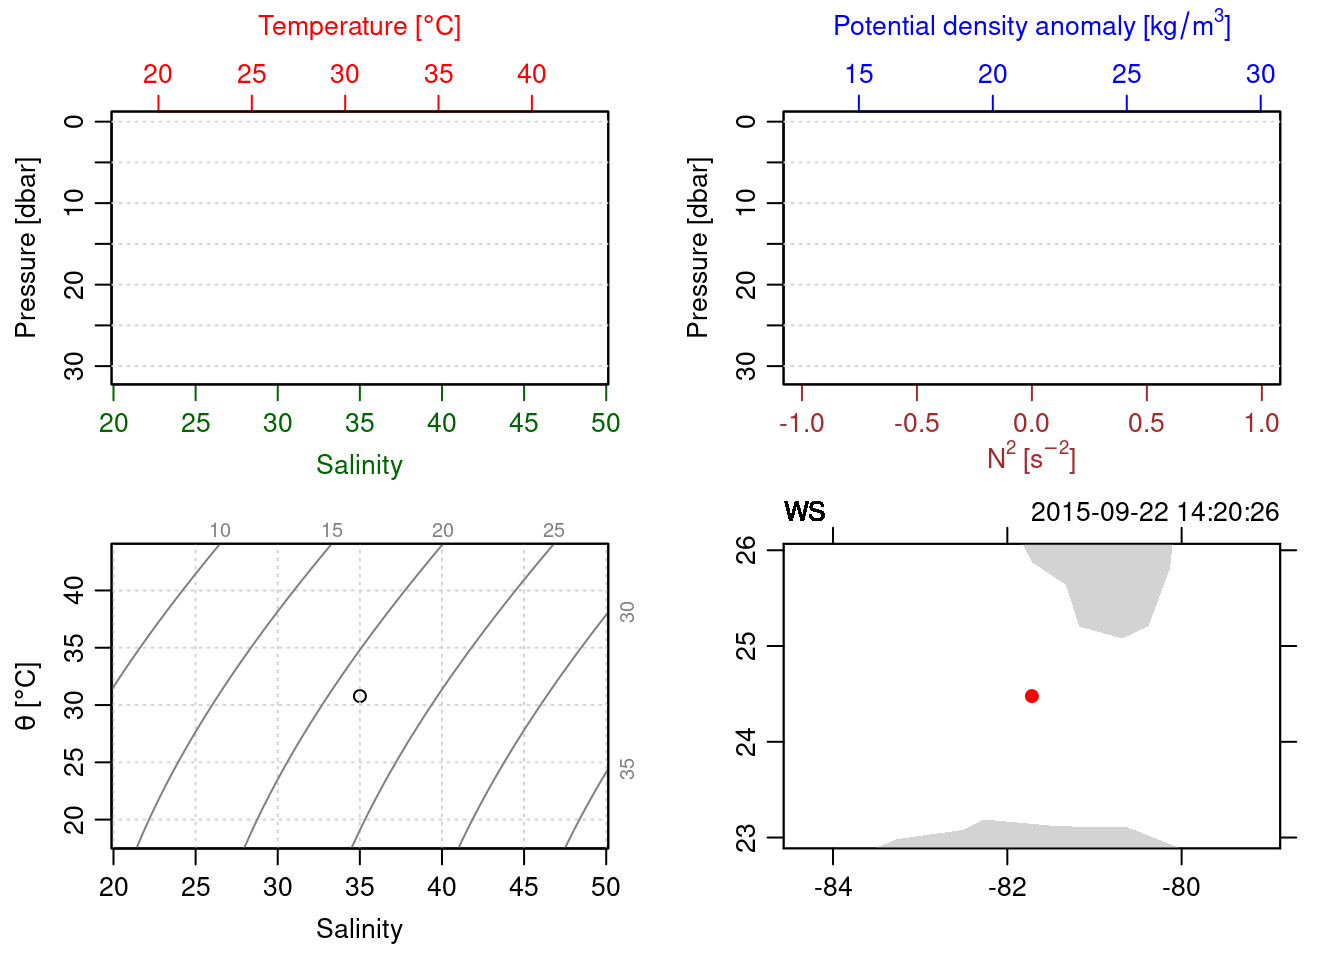 Temperature [°C]
20 25 30 35 40
0
10
20
30
Pressure [dbar]
20 25 30 35 40 45 50
Salinity
Potential density anomaly [kg/m³]
15 20 25 30
0
10
20
30
Pressure [dbar]
-1.0 -0.5 0.0 0.5 1.0
N² [s⁻²]
10 15 20 25
30
35
40
35
30
25
20
θ [°C]
20 25 30 35 40 45 50
Salinity
WS 2015-09-22 14:20:26
26
25
24
23
-84 -82 -80